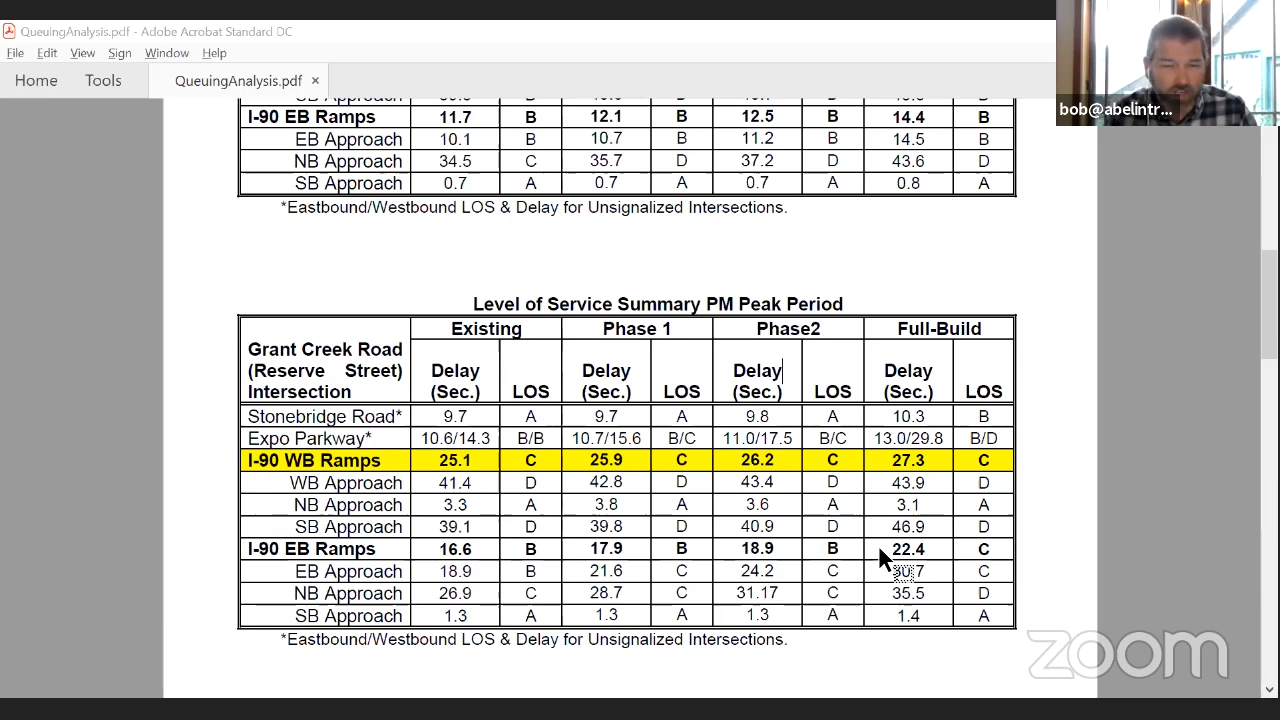 QueuingAnalysis.pdf - Adobe Acrobat Standard DC
File Edit View Sign Window Help
Home Tools QueuingAnalysis.pdf ×
bob@abelintr...
I-90 EB Ramps 11.7 B 12.1 B 12.5 B 14.4 B
EB Approach 10.1 B 10.7 B 11.2 B 14.5 B
NB Approach 34.5 C 35.7 D 37.2 D 43.6 D
SB Approach 0.7 A 0.7 A 0.7 A 0.8 A
*Eastbound/Westbound LOS & Delay for Unsignalized Intersections.
Level of Service Summary PM Peak Period
Existing Phase 1 Phase2 Full-Build
Grant Creek Road
(Reserve Street) Delay Delay Delay Delay
Intersection (Sec.) LOS (Sec.) LOS (Sec.) LOS (Sec.) LOS
Stonebridge Road* 9.7 A 9.7 A 9.8 A 10.3 B
Expo Parkway* 10.6/14.3 B/B 10.7/15.6 B/C 11.0/17.5 B/C 13.0/29.8 B/D
I-90 WB Ramps 25.1 C 25.9 C 26.2 C 27.3 C
WB Approach 41.4 D 42.8 D 43.4 D 43.9 D
NB Approach 3.3 A 3.8 A 3.6 A 3.1 A
SB Approach 39.1 D 39.8 D 40.9 D 46.9 D
I-90 EB Ramps 16.6 B 17.9 B 18.9 B 22.4 C
EB Approach 18.9 B 21.6 C 24.2 C C
NB Approach 26.9 C 28.7 C 31.17 C 35.5 D
SB Approach 1.3 A 1.3 A 1.3 A 1.4 A
*Eastbound/Westbound LOS & Delay for Unsignalized Intersections.
zoom